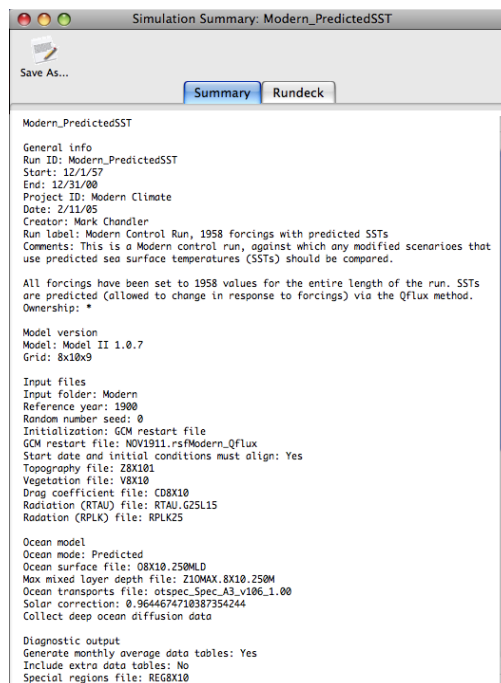 Simulation Summary: Modern_PredictedSST
Save As...
Summary
Rundeck
Modern_PredictedSST
General info
Run ID: Modern_PredictedSST
Start: 12/1/57
End: 12/31/00
Project ID: Modern Climate
Date: 2/11/05
Creator: Mark Chandler
Run label: Modern Control Run, 1958 forcings with predicted SSTs
Comments: This is a Modern control run, against which any modified scenarioes that
use predicted sea surface temperatures (SSTs) should be compared.
All forcings have been set to 1958 values for the entire length of the run. SSTs
are predicted (allowed to change in response to forcings) via the Qflux method.
Ownership: *
Model version
Model: Model II 1.0.7
Grid: 8x10x9
Input files
Input folder: Modern
Reference year: 1900
Random number seed: 0
Initialization: GCM restart file
GCM restart file: NOV1911.rsfModern_Qflux
Start date and initial conditions must align: Yes
Topography file: Z8X101
Vegetation file: V8X10
Drag coefficient file: CD8X10
Radiation (RTAU) file: RTAU.G25L15
Radation (RPLK) file: RPLK25
Ocean model
Ocean mode: Predicted
Ocean surface file: O8X10.250MLD
Max mixed layer depth file: Z1OMAX.8X10.250M
Ocean transports file: otspec_Spec_A3_v106_1.00
Solar correction: 0.9644674710387354244
Collect deep ocean diffusion data
Diagnostic output
Generate monthly average data tables: Yes
Include extra data tables: No
Special regions file: REG8X10